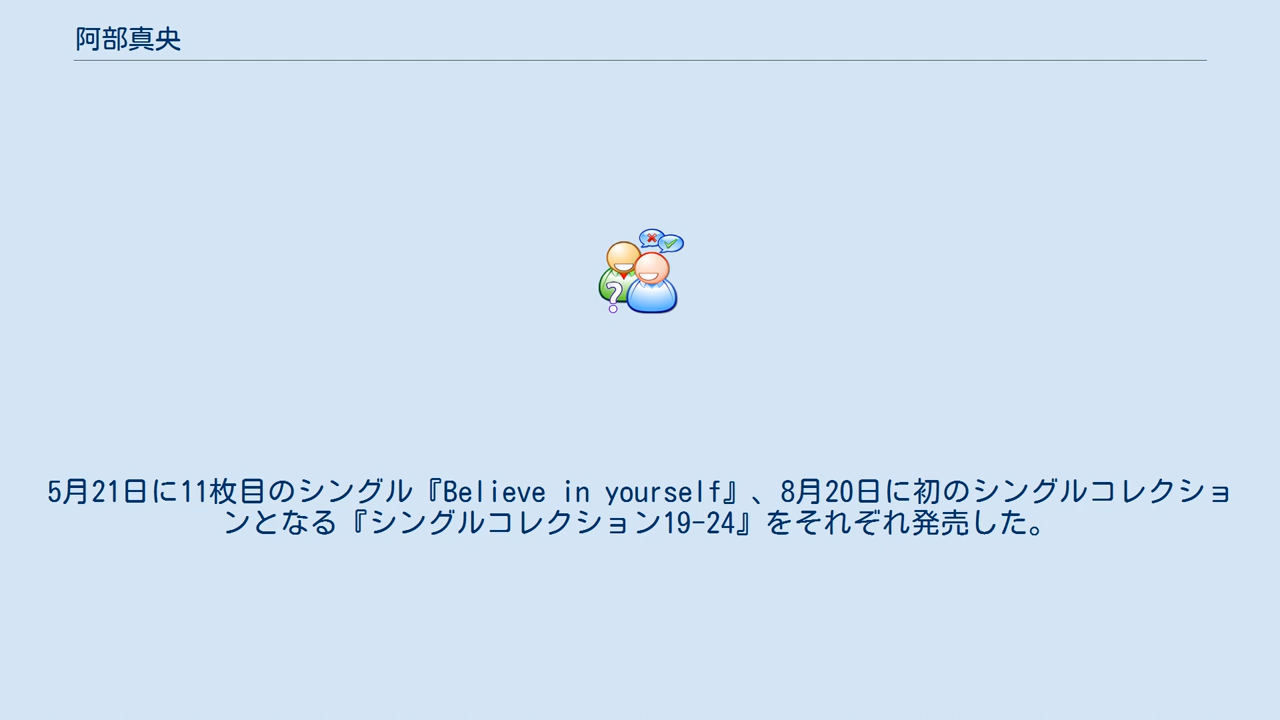 阿部真央
5月21日に11枚目のシングル『Believe in yourself』、8月20日に初のシングルコレクショ
ンとなる『シングルコレクション19-24』をそれぞれ発売した。